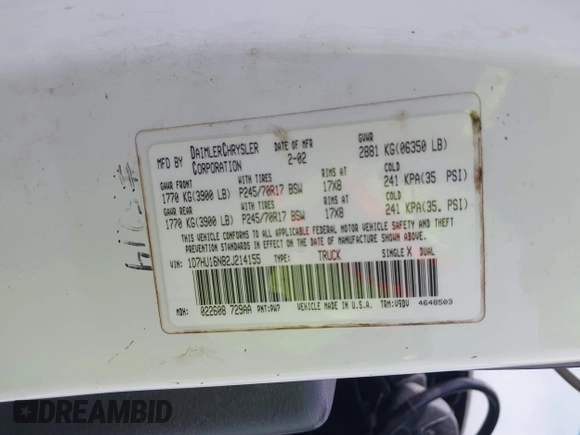 MFD BY DAIMLERCHRYSLER CORPORATION DATE OF MFR 2-02 GVWR 2881 KG(06350 LB)
GAWR FRONT WITH TIRES RIMS AT COLD
1770 KG(3900 LB) P245/70R17 BSW 17X8 241 KPA(35 PSI)
GAWR REAR WITH TIRES RIMS AT COLD
1770 KG(3900 LB) P245/70R17 BSW 17X8 241 KPA(35. PSI)
THIS VEHICLE CONFORMS TO ALL APPLICABLE FEDERAL MOTOR VEHICLE SAFETY AND THEFT
PREVENTION STANDARDS IN EFFECT ON THE DATE OF MANUFACTURE SHOWN ABOVE.
VIN: 1D7HU16N82J214155 TYPE: TRUCK SINGLE X DUAL
MDH: 022608 729AA PNT:PW7 VEHICLE MADE IN U.S.A. TRM:V9DV 4648503
DREAMBID